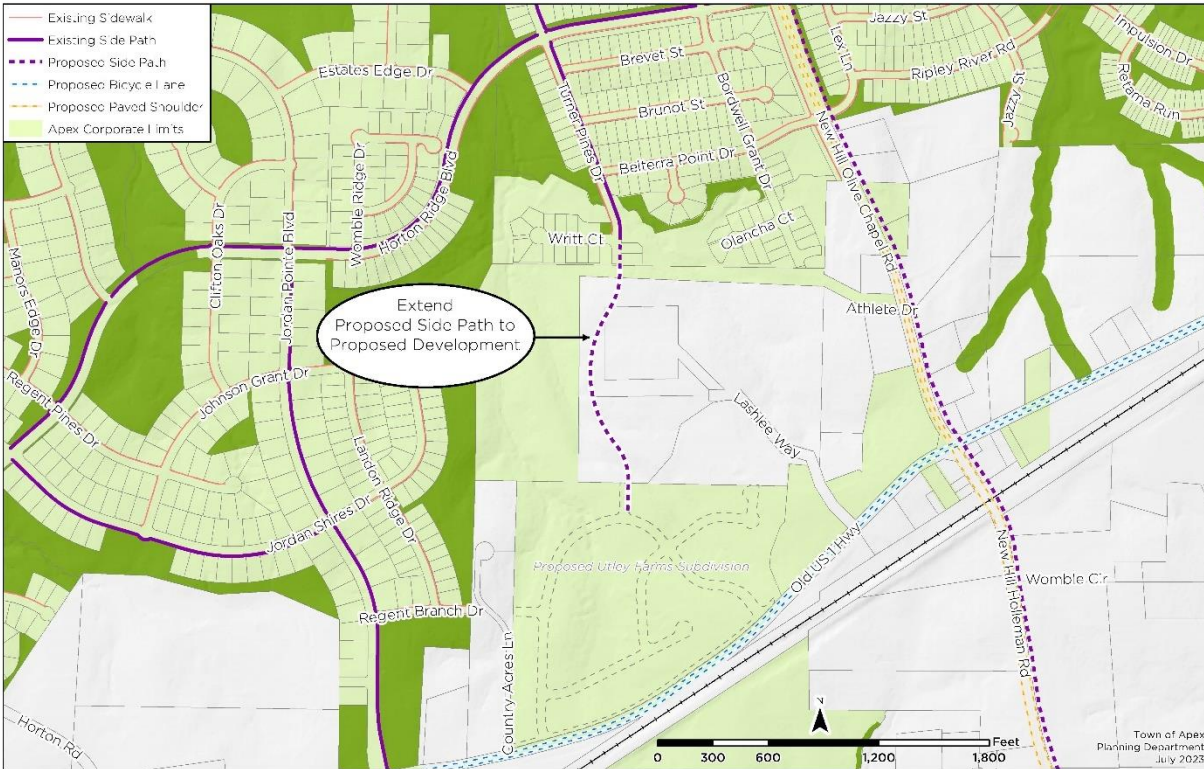 Existing Sidewalk
Existing Side Path
Proposed Side Path
Proposed Bicycle Lane
Proposed Paved Shoulder
Apex Corporate Limits
Jazzy St
Lex Ln
Ripley River Rd
Impulsion Dr
Retama Run
Jazzy St
Estates Edge Dr
Brevet St
Brunot St
Bordwell Grant Dr
Turner Pines Dr
Belterra Point Dr
New Hill Olive Chapel Rd
Womble Ridge Dr
Horton Ridge Blvd
Clifton Oaks Dr
Jordan Pointe Blvd
Manors Edge Dr
Writt Ct
Olancha Ct
Athlete Dr
Extend
Proposed Side Path to
Proposed Development
Johnson Grant Dr
Regent Pines Dr
Landon Ridge Dr
Lashlee Way
Jordan Shires Dr
Old US 1 Hwy
Proposed Utley Farms Subdivision
New Hill Holleman Rd
Womble Cir
Regent Branch Dr
Country Acres Ln
Horton Rd
Z
Feet
0 300 600 1,200 1,800
Town of Apex
Planning Department